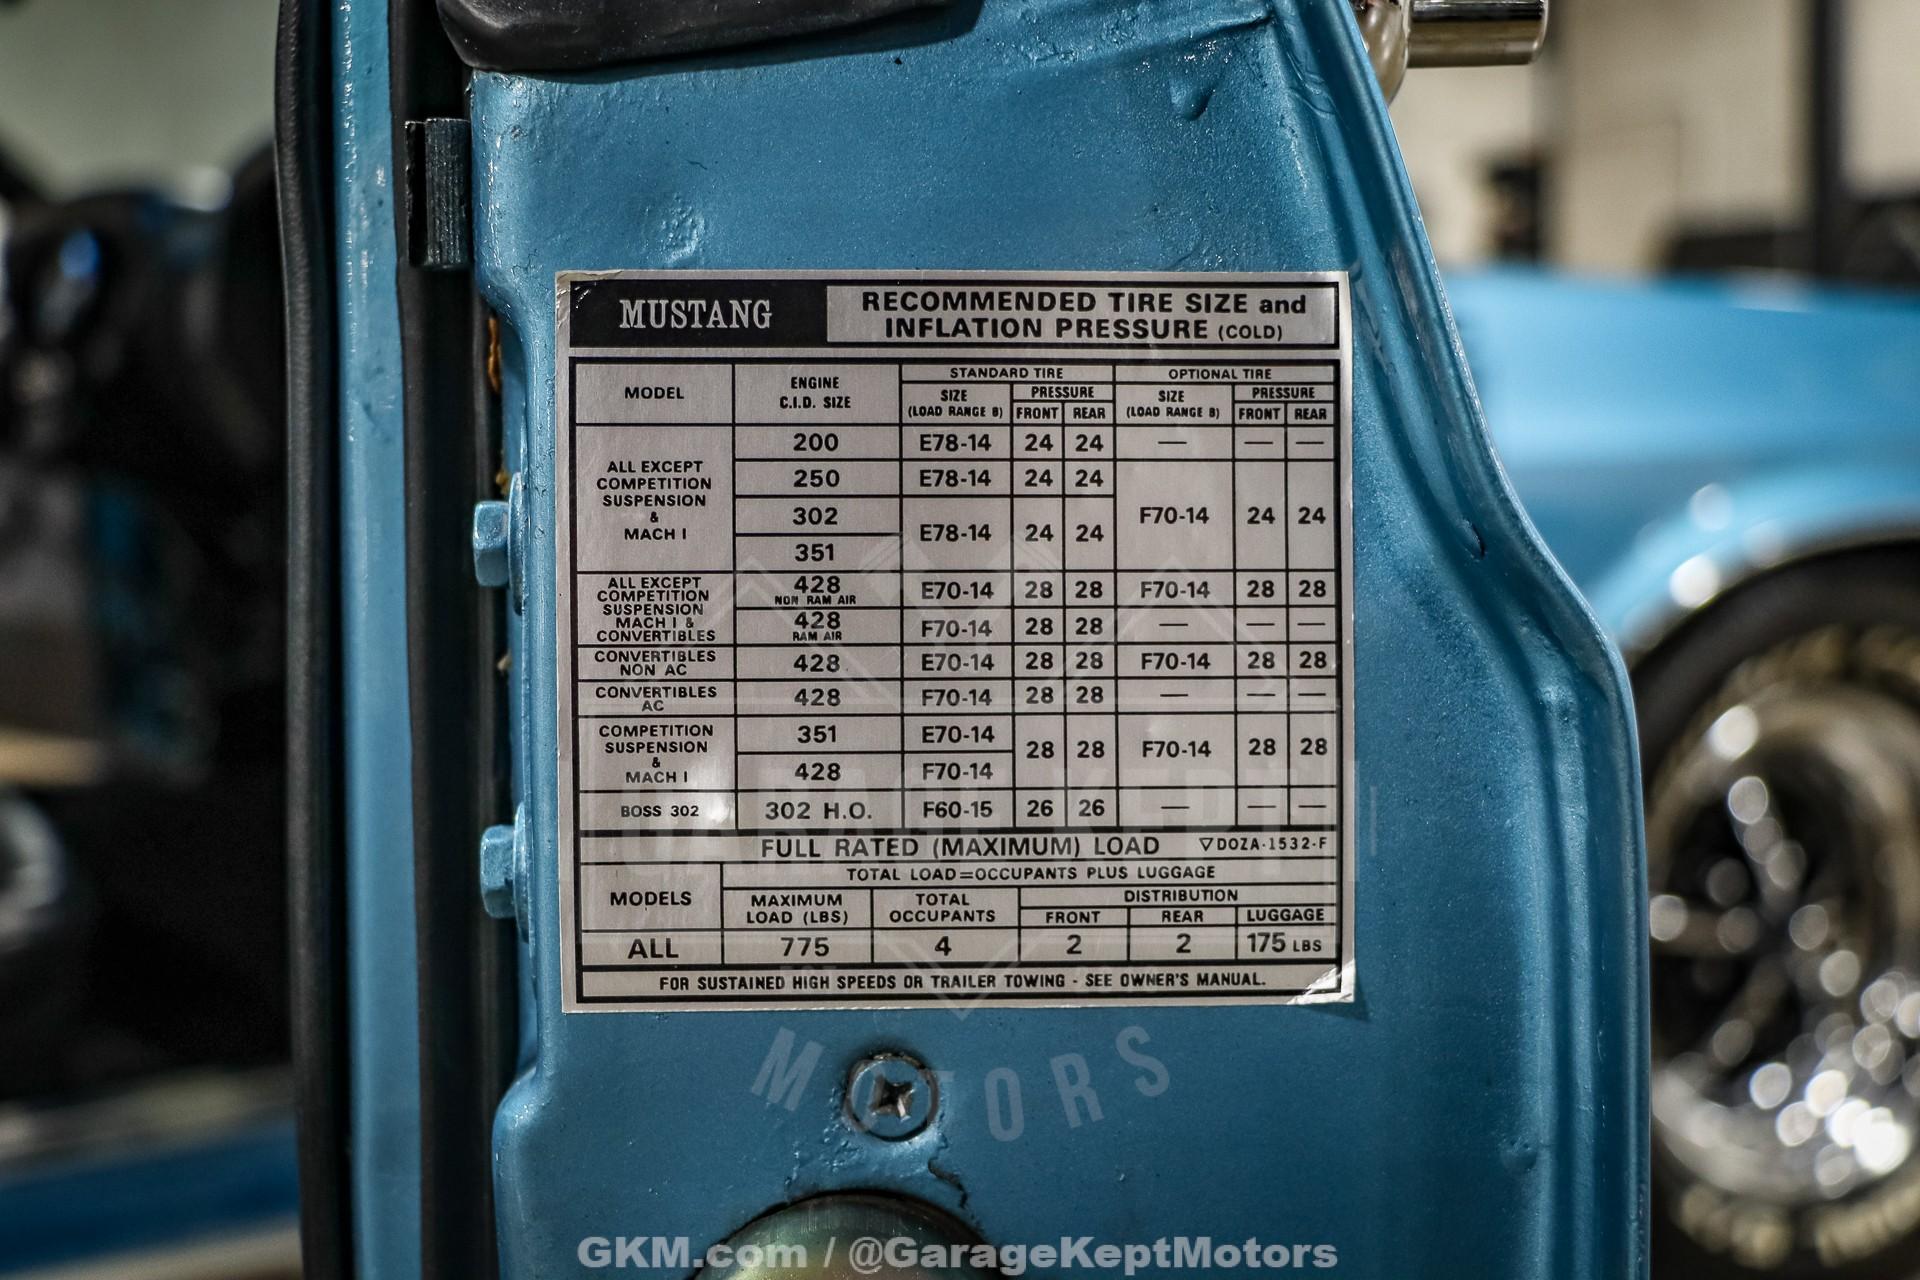 MUSTANG
RECOMMENDED TIRE SIZE and
INFLATION PRESSURE (COLD)
MODEL
ENGINE
C.I.D. SIZE
STANDARD TIRE
OPTIONAL TIRE
SIZE
(LOAD RANGE B)
PRESSURE
FRONT REAR
SIZE
(LOAD RANGE B)
PRESSURE
FRONT REAR
ALL EXCEPT
COMPETITION
SUSPENSION
&
MACH I
200 E78-14 24 24 — — —
250 E78-14 24 24
302
351
E78-14 24 24
F70-14 24 24
ALL EXCEPT
COMPETITION
SUSPENSION
MACH I &
CONVERTIBLES
428
NON RAM AIR
E70-14 28 28 F70-14 28 28
428
RAM AIR
F70-14 28 28 — — —
CONVERTIBLES
NON AC
428 E70-14 28 28 F70-14 28 28
CONVERTIBLES
AC
428 F70-14 28 28 — — —
COMPETITION
SUSPENSION
&
MACH I
351 E70-14
428 F70-14
28 28 F70-14 28 28
BOSS 302 302 H.O. F60-15 26 26 — — —
FULL RATED (MAXIMUM) LOAD ▽DOZA-1532-F
MODELS
TOTAL LOAD=OCCUPANTS PLUS LUGGAGE
MAXIMUM
LOAD (LBS)
TOTAL
OCCUPANTS
DISTRIBUTION
FRONT REAR LUGGAGE
ALL 775 4 2 2 175 LBS
FOR SUSTAINED HIGH SPEEDS OR TRAILER TOWING - SEE OWNER'S MANUAL.
GARAGE KEPT
MOTORS
GKM.com / @GarageKeptMotors